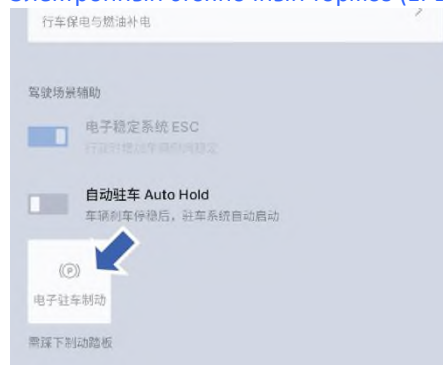 行车保电与燃油补电
驾驶场景辅助
电子稳定系统 ESC
自动驻车 Auto Hold
车辆刹车停稳后，驻车系统自动启动
(P)
电子驻车制动
需踩下制动踏板